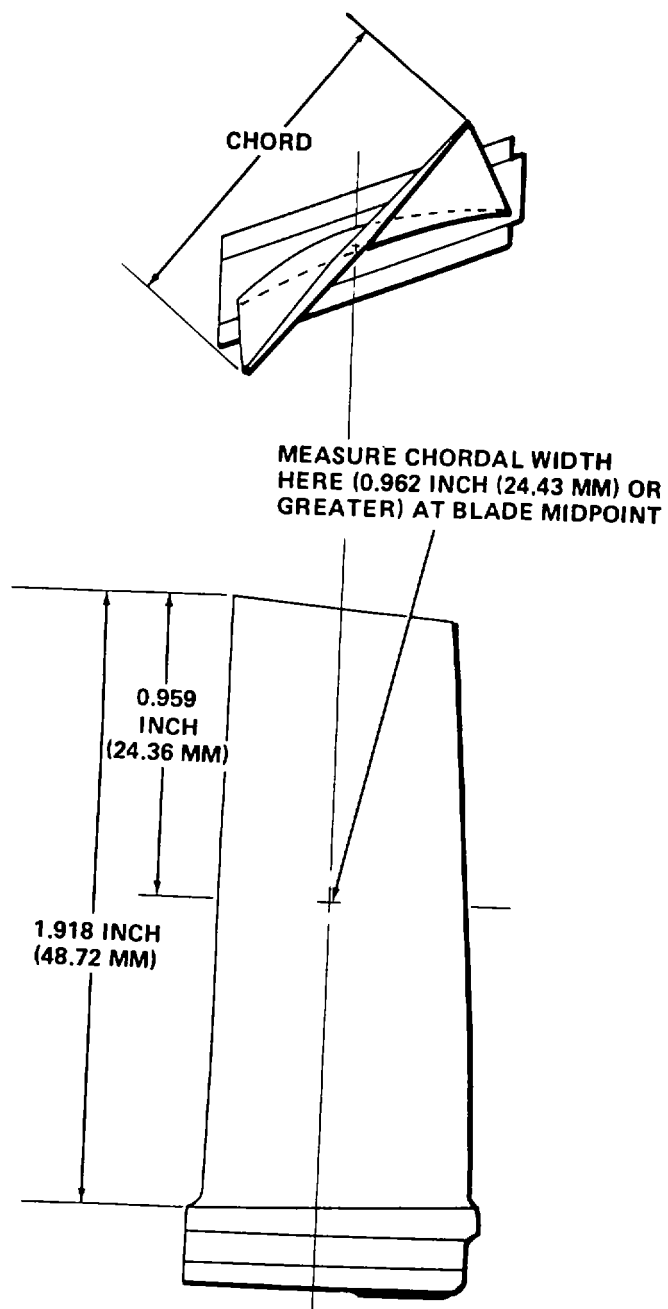 CHORD
MEASURE CHORDAL WIDTH
HERE (0.962 INCH (24.43 MM) OR
GREATER) AT BLADE MIDPOINT
0.959
INCH
(24.36 MM)
1.918 INCH
(48.72 MM)